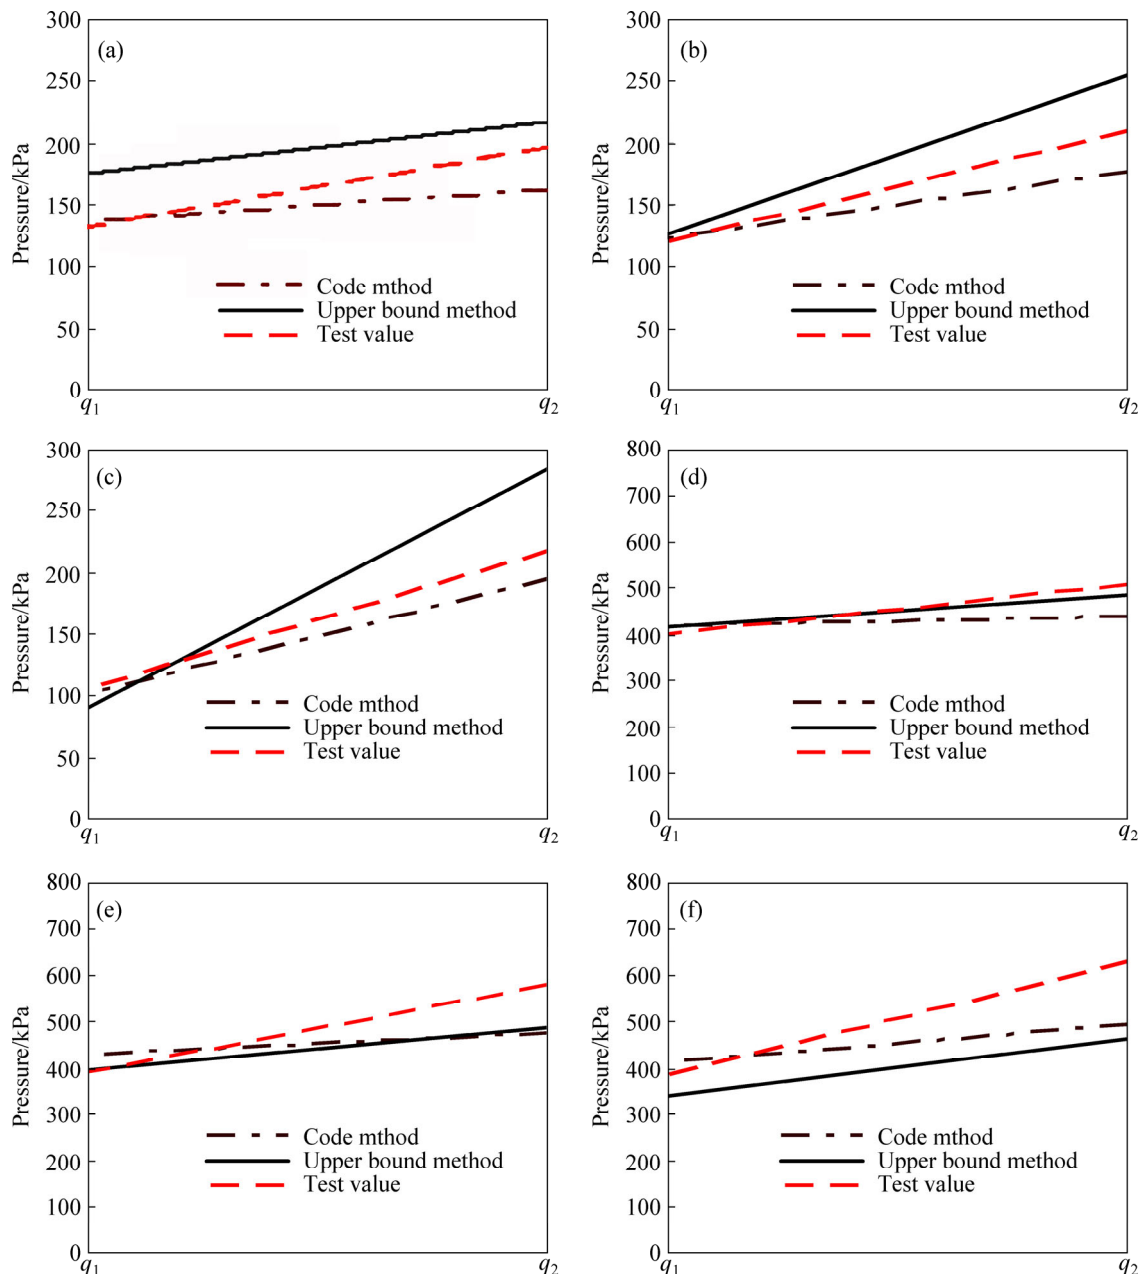 300
(a)
250
200
150
100
50
0
Pressure/kPa
Codc mthod
Upper bound method
Test value
q1
q2
300
(b)
250
200
150
100
50
0
Pressure/kPa
Codc mthod
Upper bound method
Test value
q1
q2
300
(c)
250
200
150
100
50
0
Pressure/kPa
Code mthod
Upper bound method
Test value
q1
q2
800
(d)
700
600
500
400
300
200
100
0
Pressure/kPa
Code mthod
Upper bound method
Test value
q1
q2
800
(e)
700
600
500
400
300
200
100
0
Pressure/kPa
Code mthod
Upper bound method
Test value
q1
q2
800
(f)
700
600
500
400
300
200
100
0
Pressure/kPa
Code mthod
Upper bound method
Test value
q1
q2